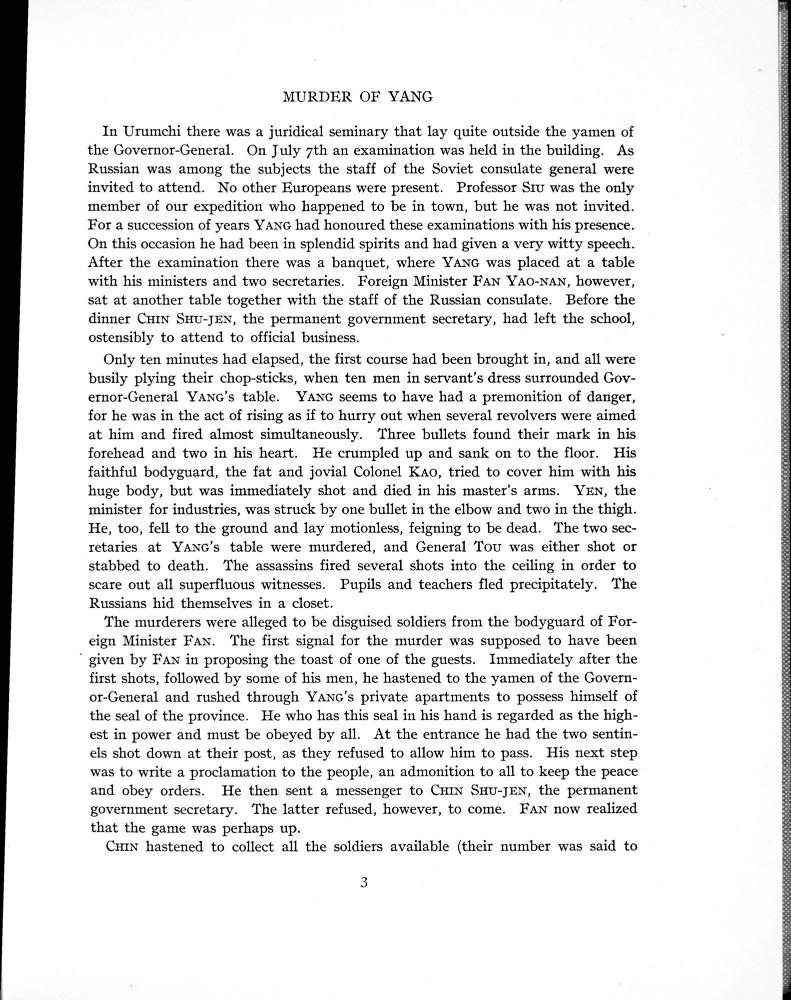 MURDER OF YANG
In Urumchi there was a juridical seminary that lay quite outside the yamen of
the Governor-General. On July 7th an examination was held in the building. As
Russian was among the subjects the staff of the Soviet consulate general were
invited to attend. No other Europeans were present. Professor SIU was the only
member of our expedition who happened to be in town, but he was not invited.
For a succession of years YANG had honoured these examinations with his presence.
On this occasion he had been in splendid spirits and had given a very witty speech.
After the examination there was a banquet, where YANG was placed at a table
with his ministers and two secretaries. Foreign Minister FAN YAO-NAN, however,
sat at another table together with the staff of the Russian consulate. Before the
dinner CHIN SHU-JEN, the permanent government secretary, had left the school,
ostensibly to attend to official business.
Only ten minutes had elapsed, the first course had been brought in, and all were
busily plying their chop-sticks, when ten men in servant's dress surrounded Gov-
ernor-General YANG's table. YANG seems to have had a premonition of danger,
for he was in the act of rising as if to hurry out when several revolvers were aimed
at him and fired almost simultaneously. Three bullets found their mark in his
forehead and two in his heart. He crumpled up and sank on to the floor. His
faithful bodyguard, the fat and jovial Colonel KAO, tried to cover him with his
huge body, but was immediately shot and died in his master's arms. YEN, the
minister for industries, was struck by one bullet in the elbow and two in the thigh.
He, too, fell to the ground and lay motionless, feigning to be dead. The two sec-
retaries at YANG's table were murdered, and General TOU was either shot or
stabbed to death. The assassins fired several shots into the ceiling in order to
scare out all superfluous witnesses. Pupils and teachers fled precipitately. The
Russians hid themselves in a closet.
The murderers were alleged to be disguised soldiers from the bodyguard of For-
eign Minister FAN. The first signal for the murder was supposed to have been
given by FAN in proposing the toast of one of the guests. Immediately after the
first shots, followed by some of his men, he hastened to the yamen of the Govern-
or-General and rushed through YANG's private apartments to possess himself of
the seal of the province. He who has this seal in his hand is regarded as the high-
est in power and must be obeyed by all. At the entrance he had the two sentin-
els shot down at their post, as they refused to allow him to pass. His next step
was to write a proclamation to the people, an admonition to all to keep the peace
and obey orders. He then sent a messenger to CHIN SHU-JEN, the permanent
government secretary. The latter refused, however, to come. FAN now realized
that the game was perhaps up.
CHIN hastened to collect all the soldiers available (their number was said to
3